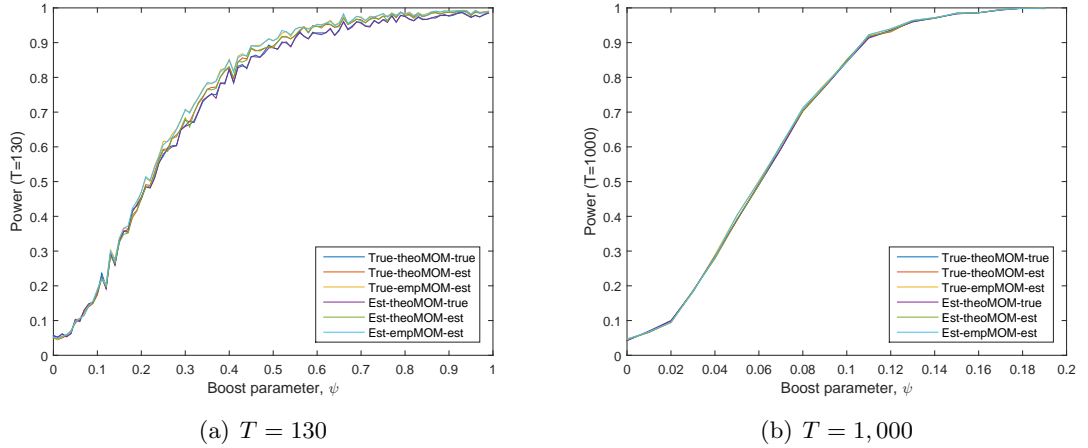 1
0.9
0.8
0.7
0.6
0.5
0.4
0.3
0.2
0.1
0
Power (T=130)
True-theoMOM-true
True-theoMOM-est
True-empMOM-est
Est-theoMOM-true
Est-theoMOM-est
Est-empMOM-est
0 0.1 0.2 0.3 0.4 0.5 0.6 0.7 0.8 0.9 1
Boost parameter, ψ
(a) T = 130
1
0.9
0.8
0.7
0.6
0.5
0.4
0.3
0.2
0.1
0
Power (T=1000)
True-theoMOM-true
True-theoMOM-est
True-empMOM-est
Est-theoMOM-true
Est-theoMOM-est
Est-empMOM-est
0 0.02 0.04 0.06 0.08 0.1 0.12 0.14 0.16 0.18 0.2
Boost parameter, ψ
(b) T = 1, 000